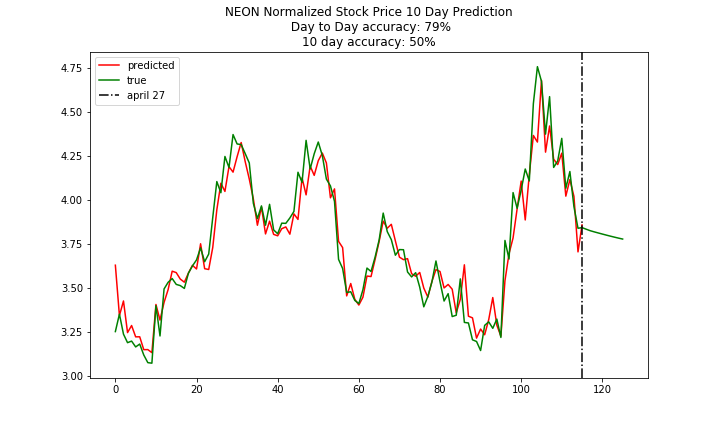 NEON Normalized Stock Price 10 Day Prediction
Day to Day accuracy: 79%
10 day accuracy: 50%
predicted
true
april 27
4.75
4.50
4.25
4.00
3.75
3.50
3.25
3.00
0 20 40 60 80 100 120